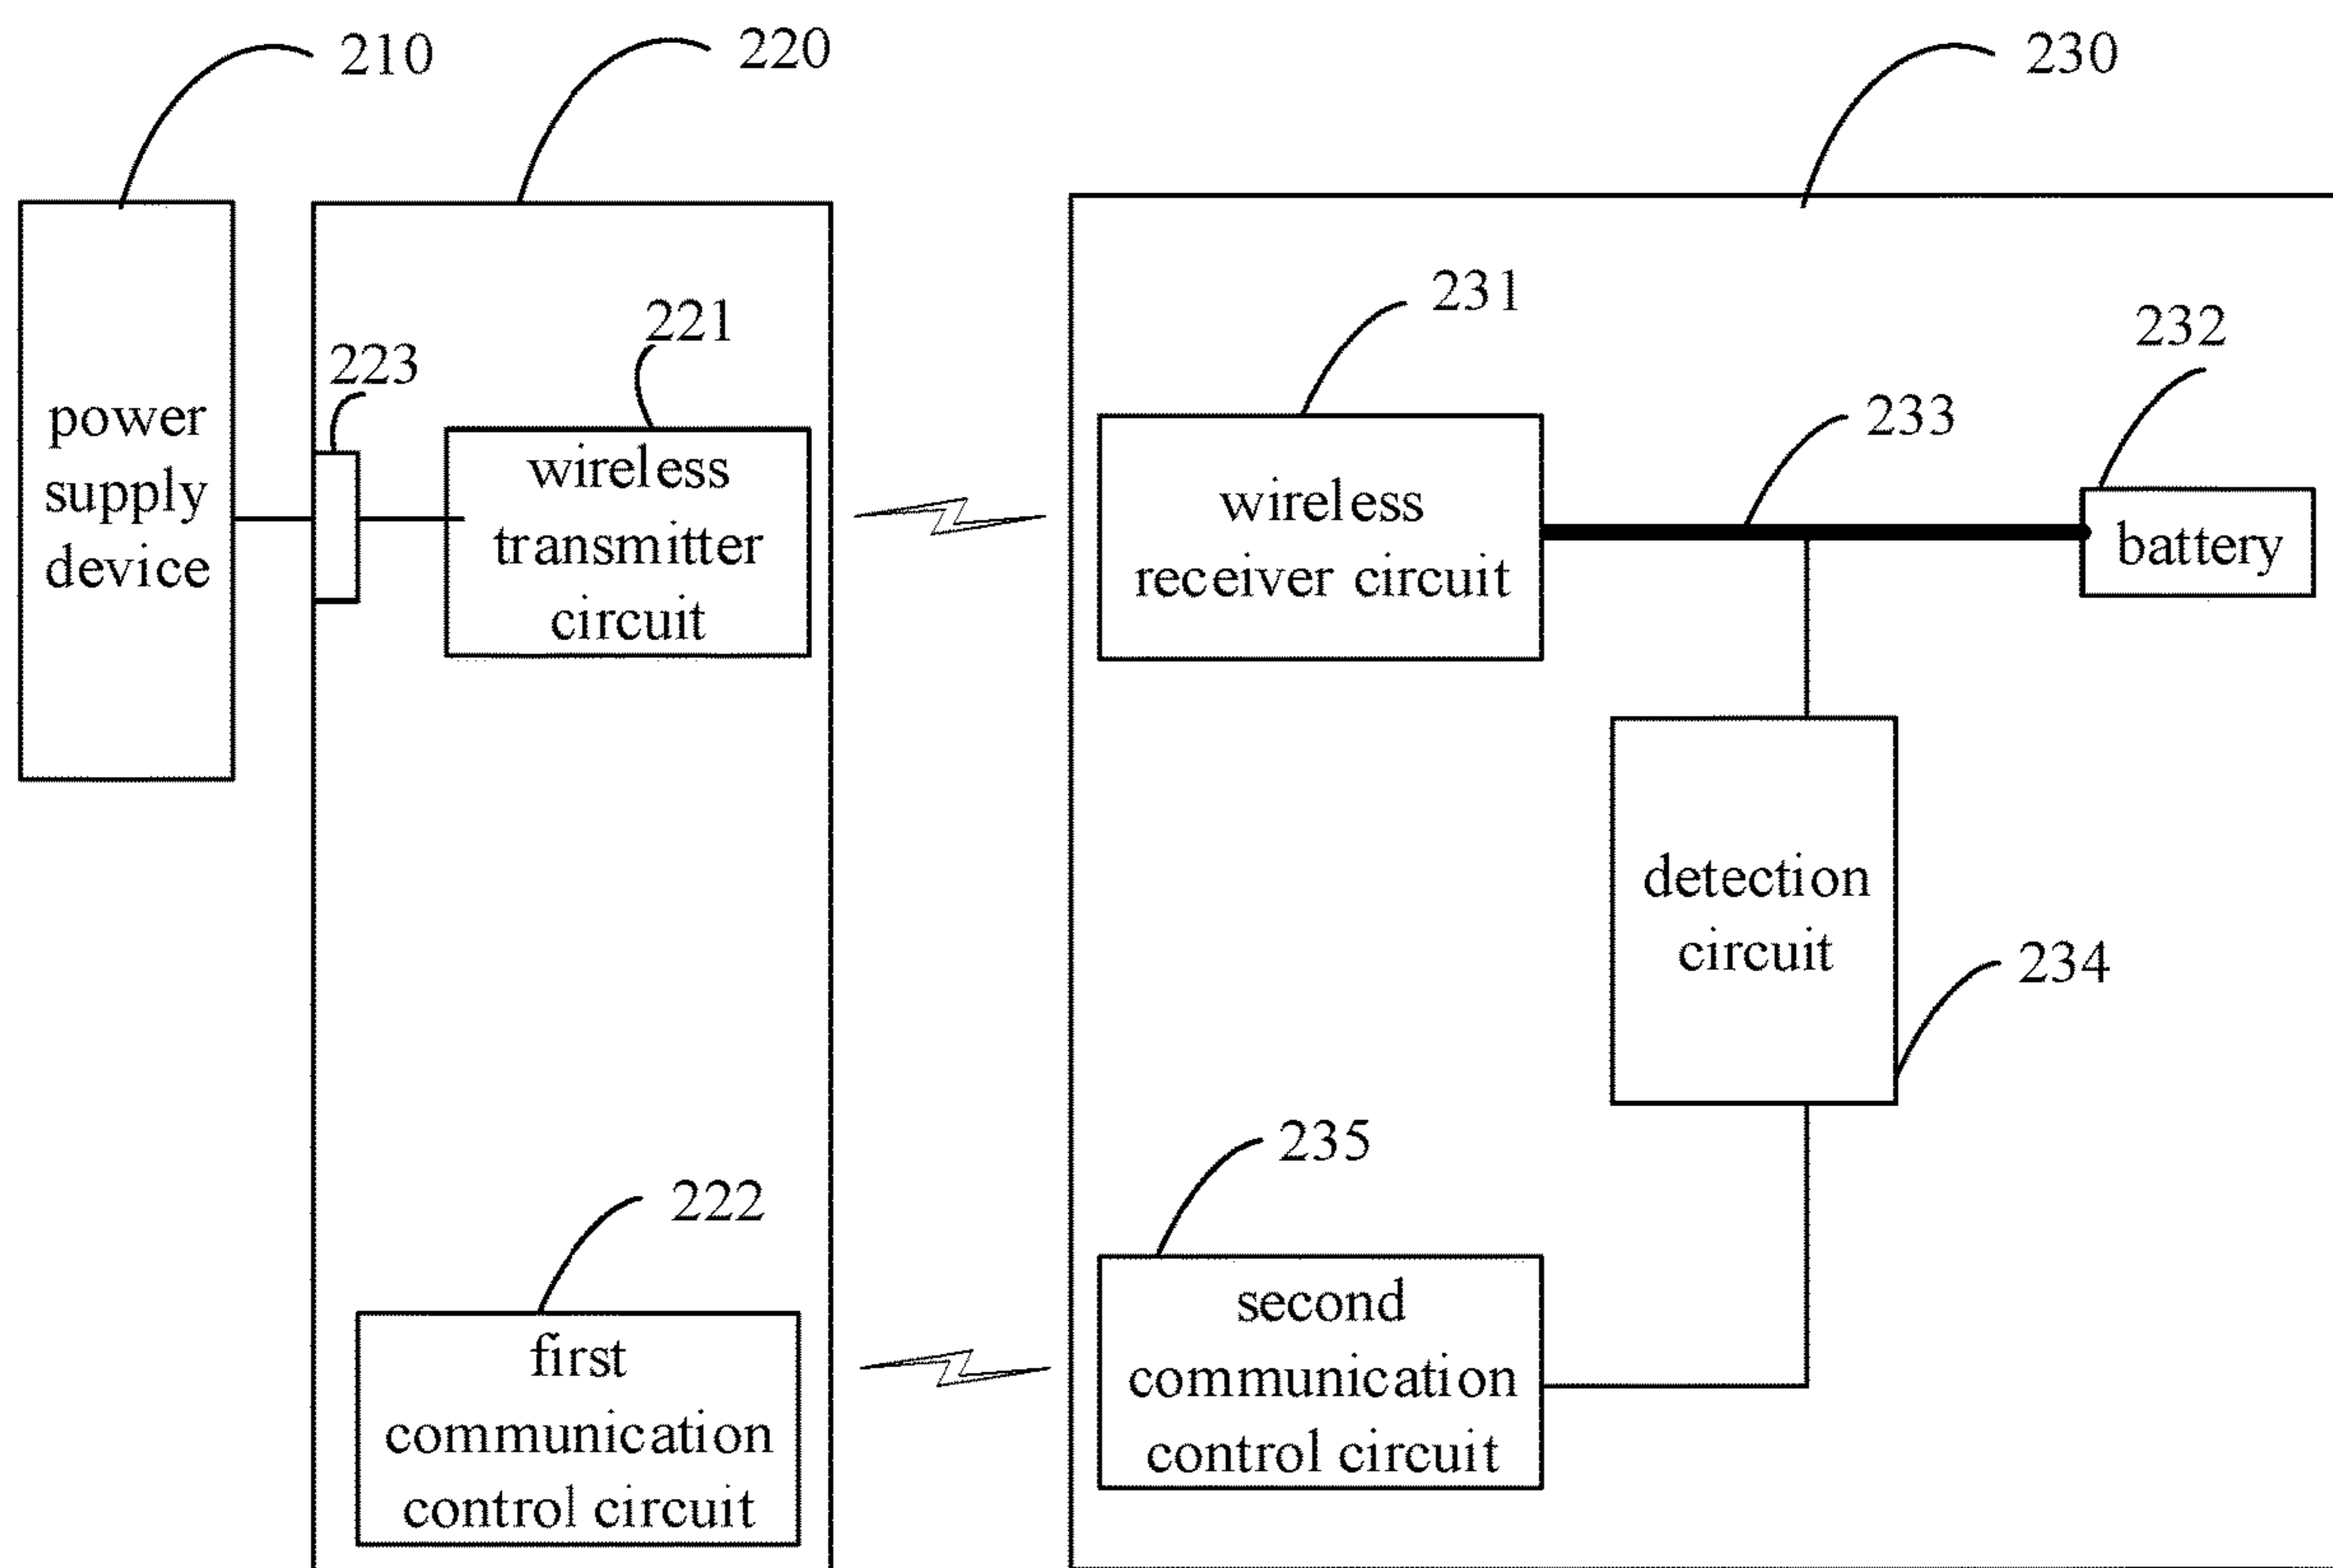 210
220
230
231
221
232
223
233
power
supply
device
wireless
transmitter
circuit
wireless
receiver circuit
battery
detection
circuit
234
235
222
second
communication
control circuit
first
communication
control circuit